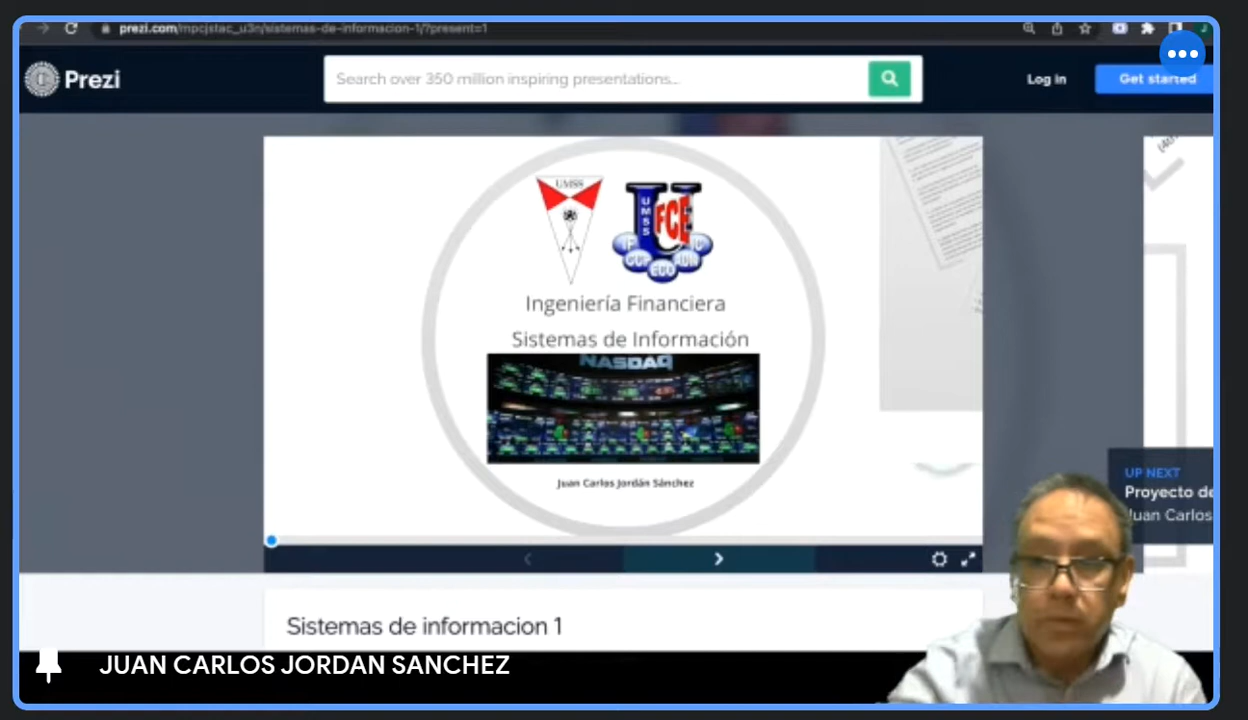 prezi.com/mpcjstac_u3n/sistemas-de-informacion-1/?present=1
Prezi
Search over 350 million inspiring presentations...
Log in
Get started
UMSS
UMSS
FCE
ECO
Ingeniería Financiera
Sistemas de Información
NASDAQ
Juan Carlos Jordán Sánchez
UP NEXT
Proyecto de
Juan Carlos
Sistemas de informacion 1
JUAN CARLOS JORDAN SANCHEZ